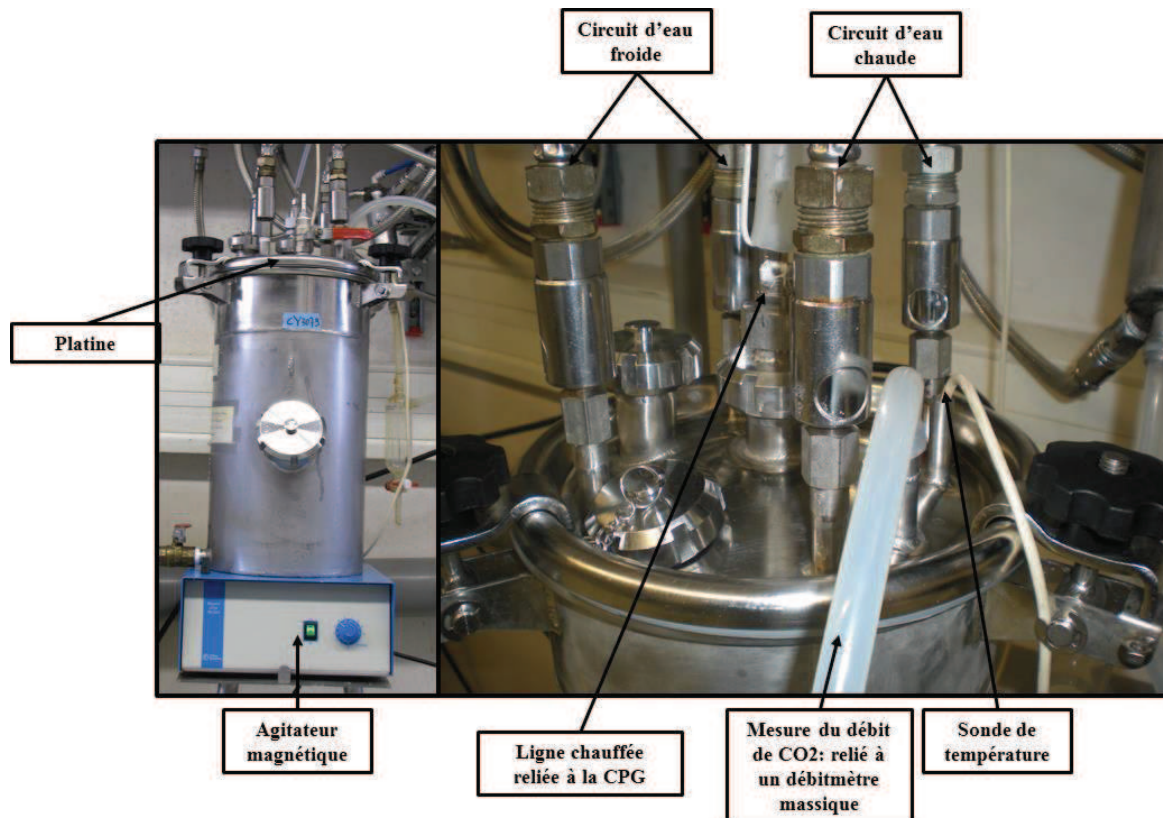 Circuit d'eau
froide
Circuit d'eau
chaude
CY3073
Platine
Agitateur
magnétique
Ligne chauffée
reliée à la CPG
Mesure du débit
de CO2: relié à
un débitmètre
massique
Sonde de
température